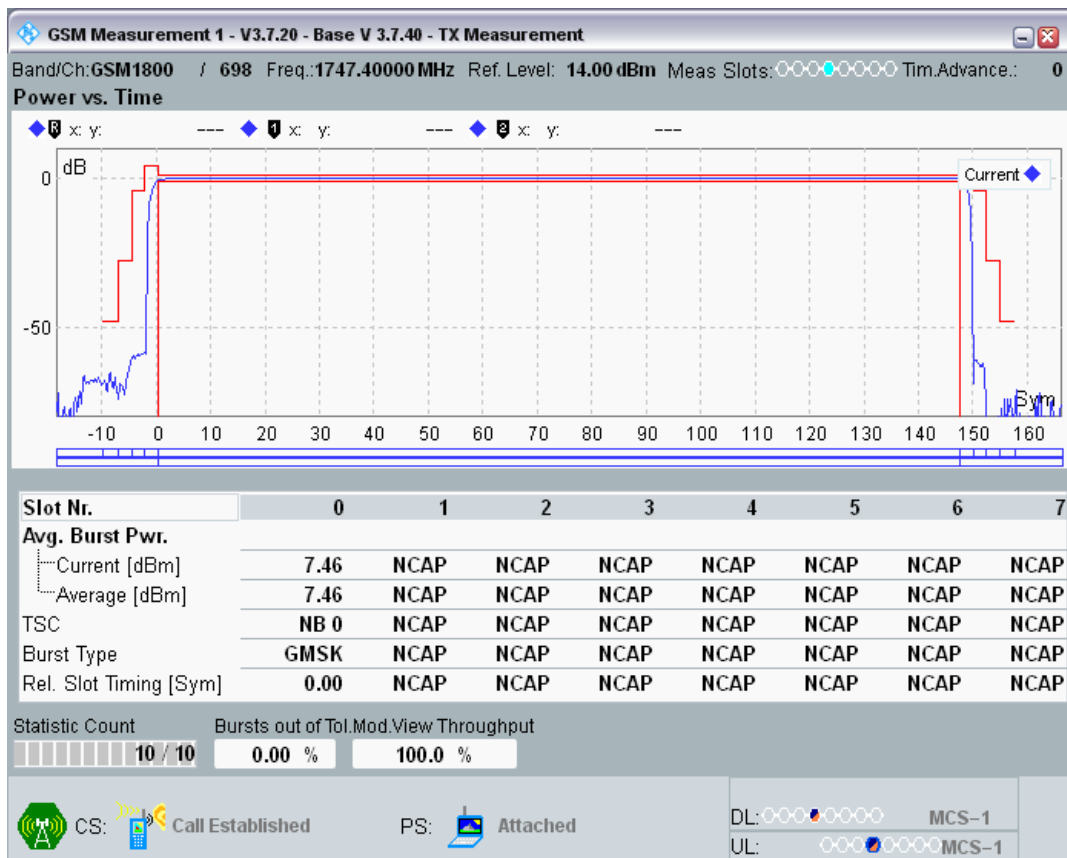 GSM Measurement 1 - V3.7.20 - Base V 3.7.40 - TX Measurement
Band/Ch:GSM1800 / 698 Freq.:1747.40000 MHz Ref. Level: 14.00 dBm Meas Slots: Tim.Advance.: 0
Power vs. Time
R x: y: --- 1 x: y: --- 2 x: y: ---
dB
0
Current
-50
Sym
-10 0 10 20 30 40 50 60 70 80 90 100 110 120 130 140 150 160
Slot Nr. 0 1 2 3 4 5 6 7
Avg. Burst Pwr.
Current [dBm] 7.46 NCAP NCAP NCAP NCAP NCAP NCAP NCAP
Average [dBm] 7.46 NCAP NCAP NCAP NCAP NCAP NCAP NCAP
TSC NB 0 NCAP NCAP NCAP NCAP NCAP NCAP NCAP
Burst Type GMSK NCAP NCAP NCAP NCAP NCAP NCAP NCAP
Rel. Slot Timing [Sym] 0.00 NCAP NCAP NCAP NCAP NCAP NCAP NCAP
Statistic Count Bursts out of Tol.Mod.View Throughput
10 / 10 0.00 % 100.0 %
CS: Call Established PS: Attached
DL: MCS-1
UL: MCS-1